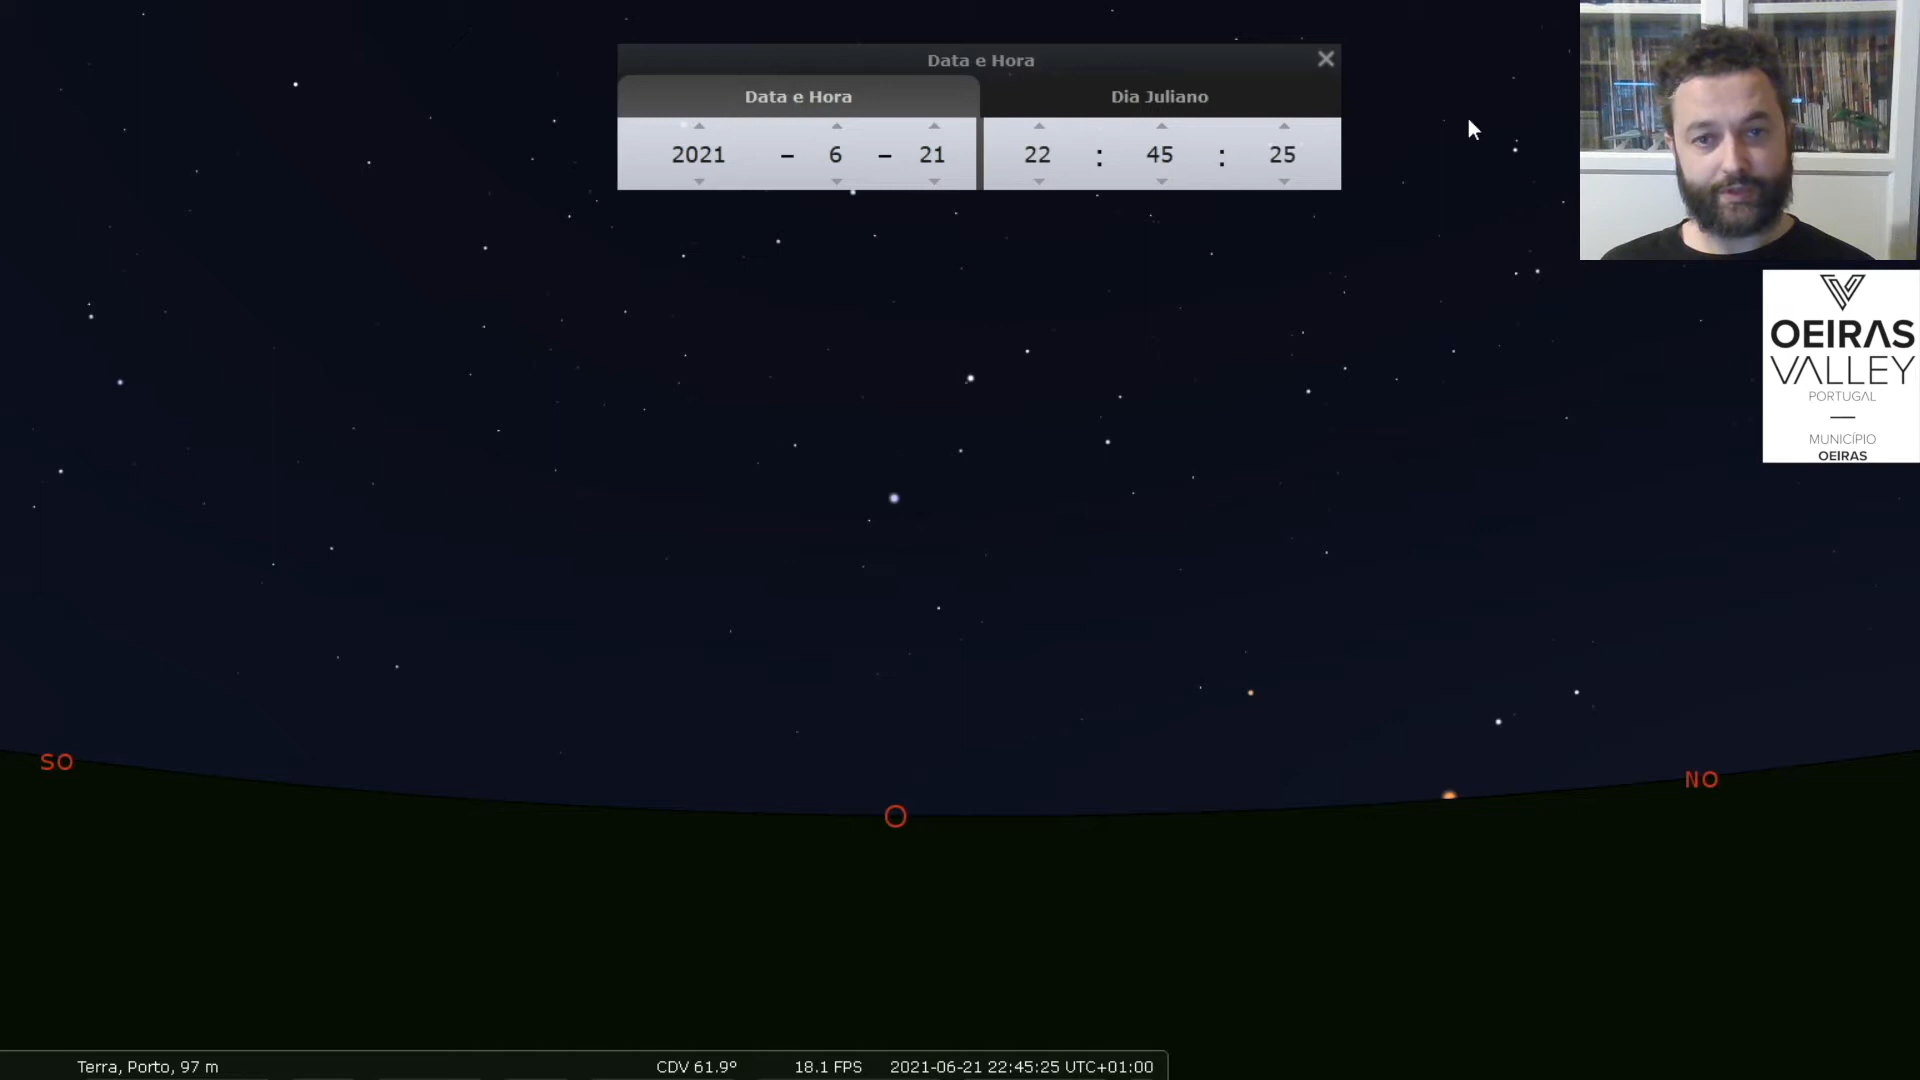 Data e Hora
Data e Hora
Dia Juliano
2021 – 6 – 21
22 : 45 : 25
OEIRAS
VALLEY
PORTUGAL
MUNICÍPIO
OEIRAS
SO
O
NO
Terra, Porto, 97 m
CDV 61.9°
18.1 FPS
2021-06-21 22:45:25 UTC+01:00